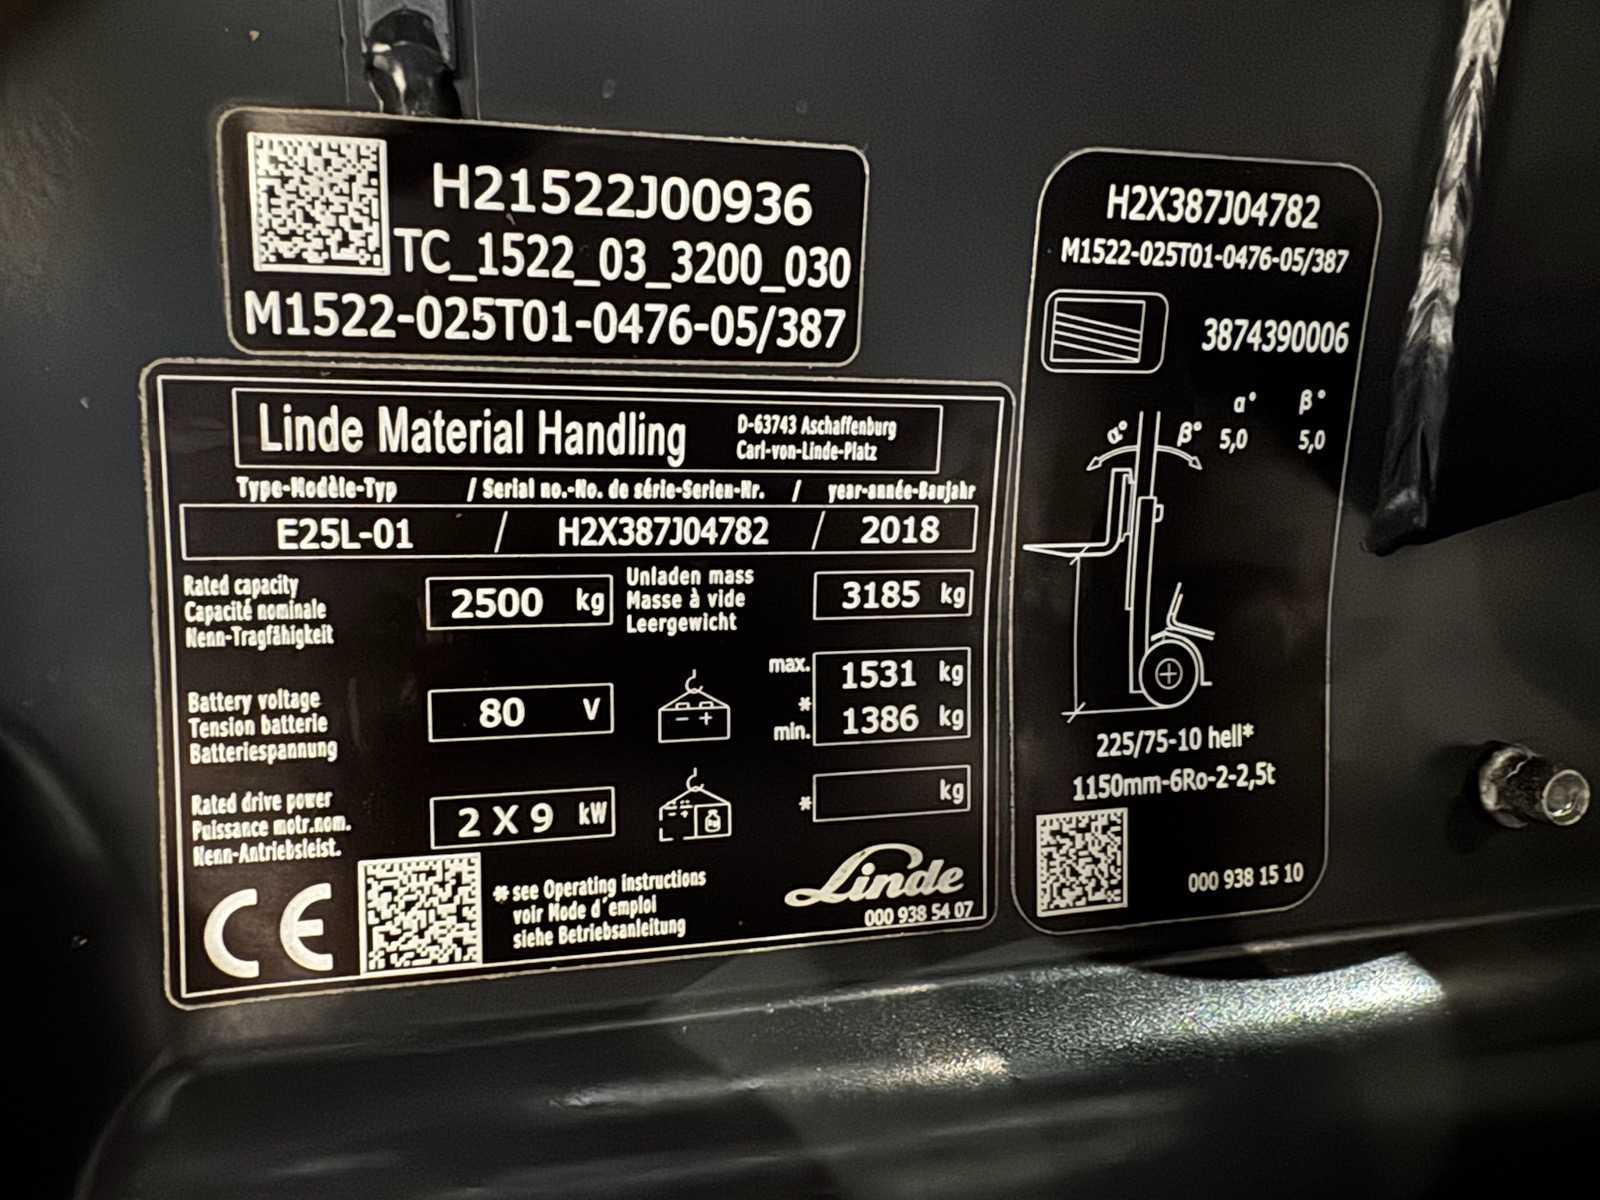 H21522J00936
TC_1522_03_3200_030
M1522-025T01-0476-05/387
Linde Material Handling
D-63743 Aschaffenburg
Carl-von-Linde-Platz
Type-Modèle-Typ / Serial no.-No. de série-Serien-Nr. / year-année-Baujahr
E25L-01 / H2X387J04782 / 2018
Rated capacity
Capacité nominale
Nenn-Tragfähigkeit
2500 kg
Unladen mass
Masse à vide
Leergewicht
3185 kg
Battery voltage
Tension batterie
Batteriespannung
80 V
- +
max. 1531 kg
*
min. 1386 kg
Rated drive power
Puissance motr.nom.
Nenn-Antriebsleist.
2 X 9 kW
* kg
CE
* see Operating instructions
voir Mode d'emploi
siehe Betriebsanleitung
Linde
000 938 54 07
H2X387J04782
M1522-025T01-0476-05/387
3874390006
α° β°
5,0 5,0
α° β°
225/75-10 hell*
1150mm-6Ro-2-2,5t
000 938 15 10